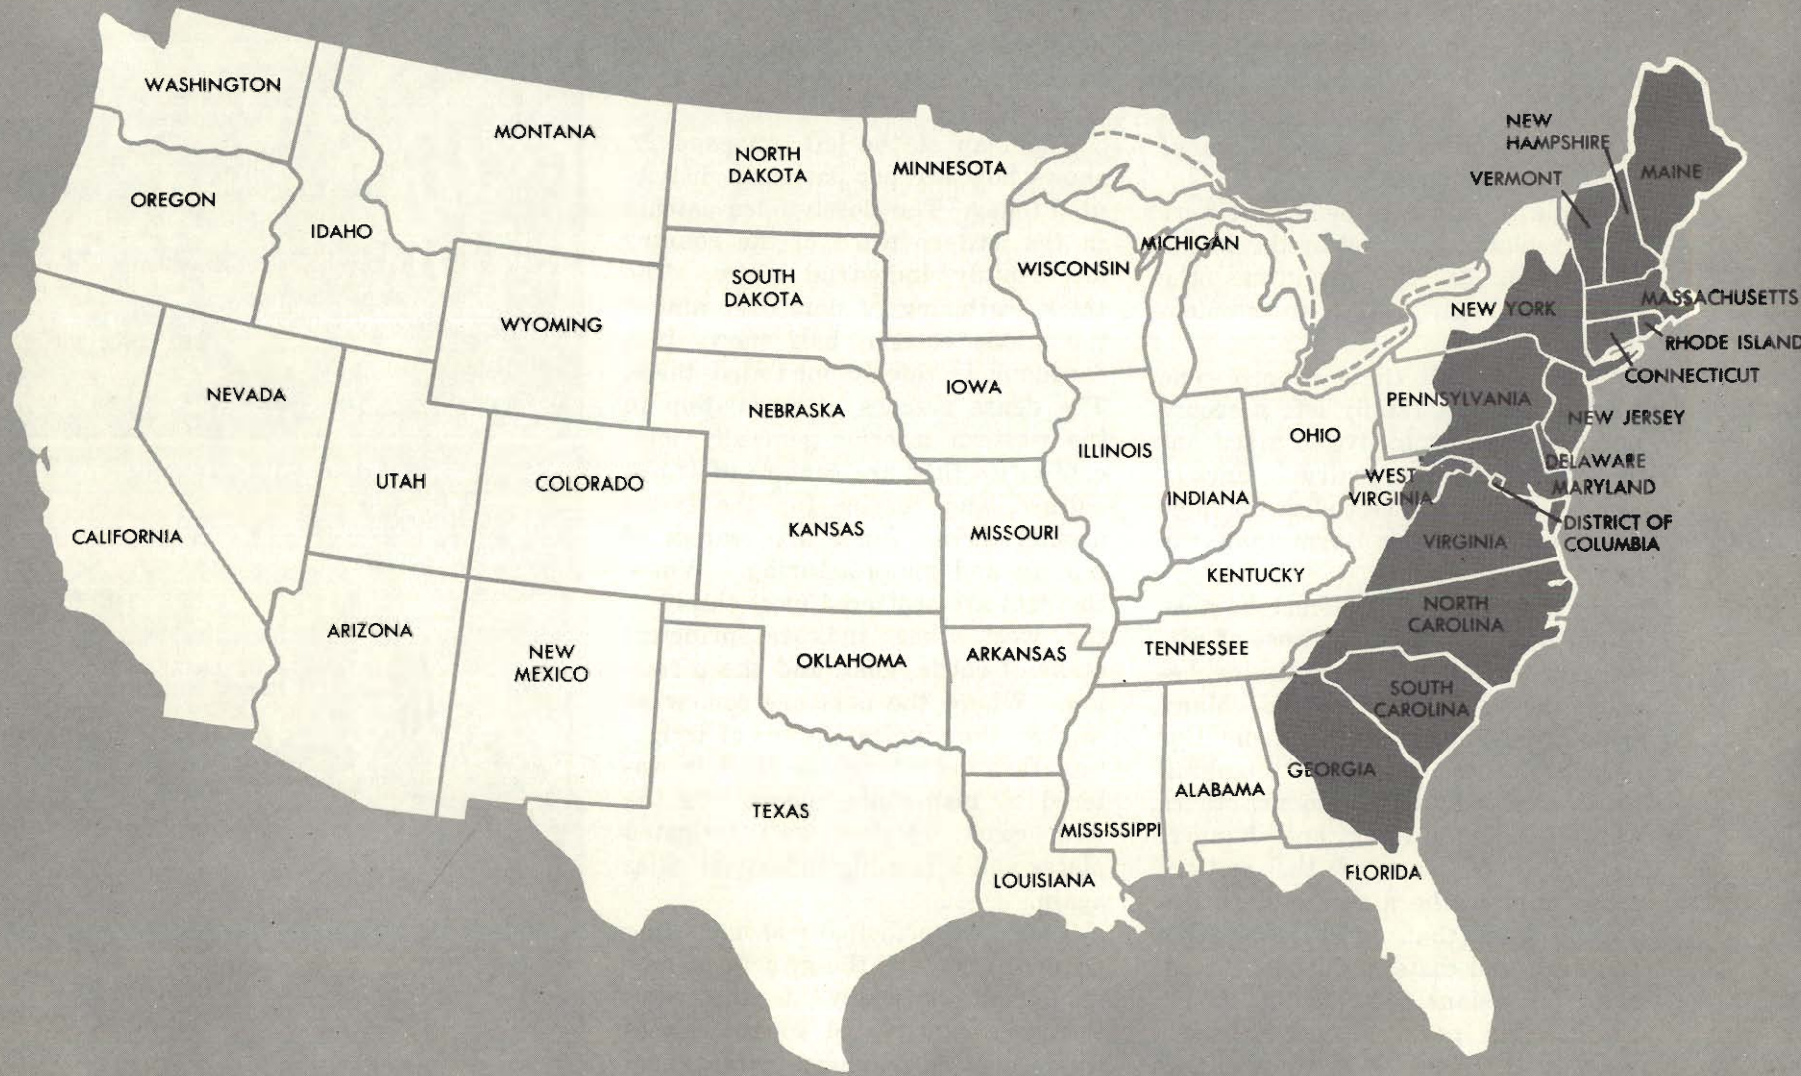 WASHINGTON
OREGON
IDAHO
MONTANA
NORTH
DAKOTA
MINNESOTA
SOUTH
DAKOTA
WYOMING
WISCONSIN
MICHIGAN
NEW
HAMPSHIRE
VERMONT
MAINE
NEW YORK
MASSACHUSETTS
RHODE ISLAND
CONNECTICUT
NEVADA
NEBRASKA
IOWA
PENNSYLVANIA
NEW JERSEY
UTAH
COLORADO
ILLINOIS
INDIANA
OHIO
WEST
VIRGINIA
DELAWARE
MARYLAND
DISTRICT OF
COLUMBIA
CALIFORNIA
KANSAS
MISSOURI
KENTUCKY
VIRGINIA
ARIZONA
NEW
MEXICO
OKLAHOMA
ARKANSAS
TENNESSEE
NORTH
CAROLINA
SOUTH
CAROLINA
TEXAS
LOUISIANA
MISSISSIPPI
ALABAMA
GEORGIA
FLORIDA